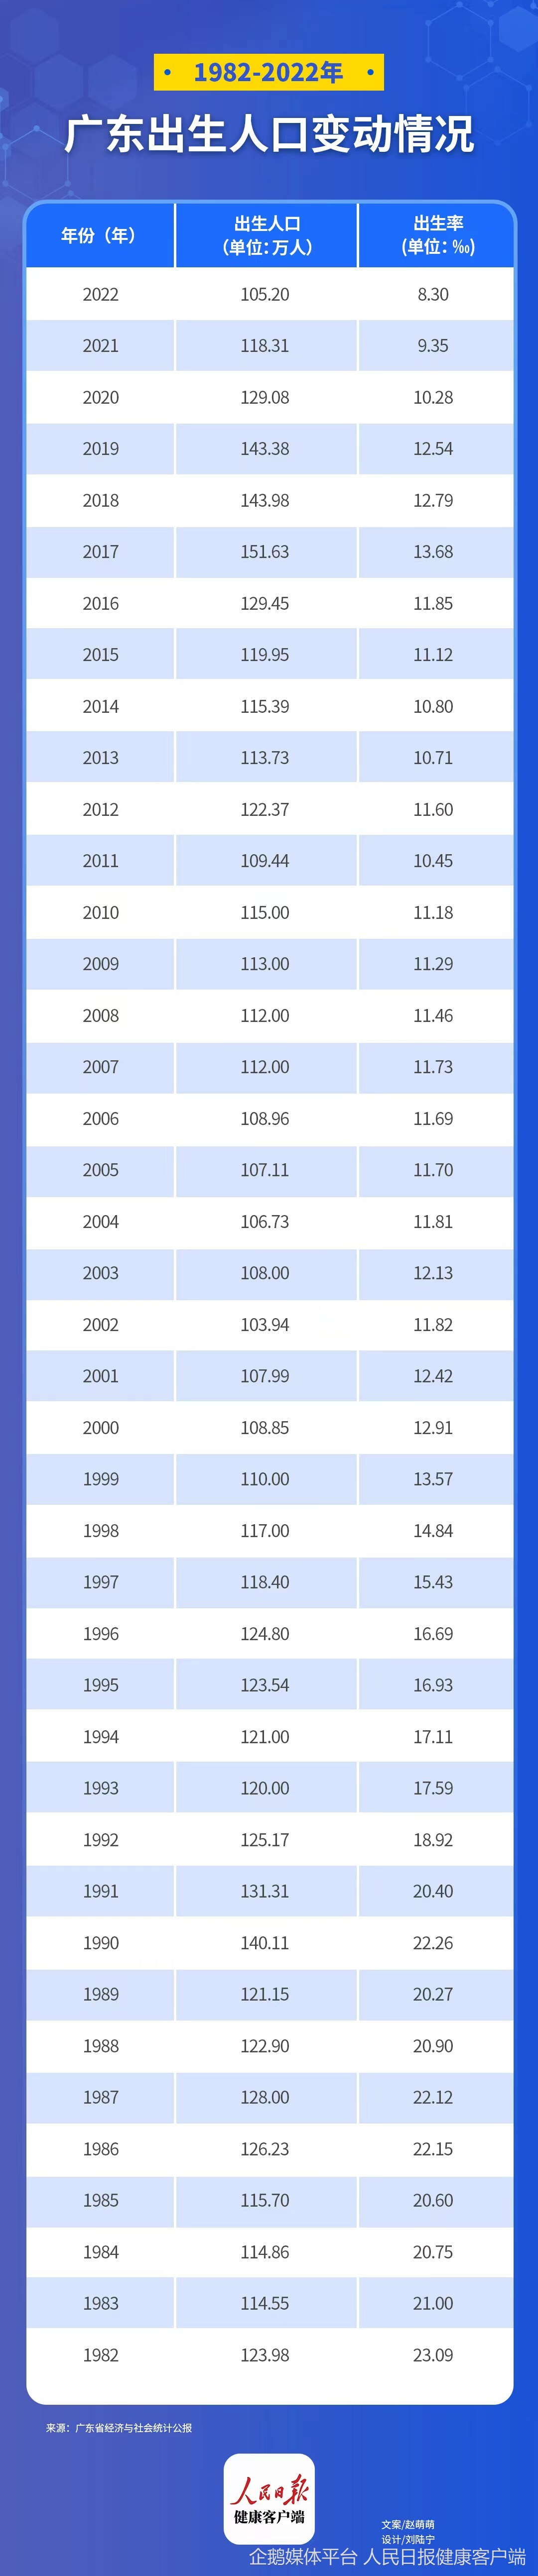 1982-2022年
广东出生人口变动情况
年份（年） 出生人口（单位：万人） 出生率（单位：‰）
2022 105.20 8.30
2021 118.31 9.35
2020 129.08 10.28
2019 143.38 12.54
2018 143.98 12.79
2017 151.63 13.68
2016 129.45 11.85
2015 119.95 11.12
2014 115.39 10.80
2013 113.73 10.71
2012 122.37 11.60
2011 109.44 10.45
2010 115.00 11.18
2009 113.00 11.29
2008 112.00 11.46
2007 112.00 11.73
2006 108.96 11.69
2005 107.11 11.70
2004 106.73 11.81
2003 108.00 12.13
2002 103.94 11.82
2001 107.99 12.42
2000 108.85 12.91
1999 110.00 13.57
1998 117.00 14.84
1997 118.40 15.43
1996 124.80 16.69
1995 123.54 16.93
1994 121.00 17.11
1993 120.00 17.59
1992 125.17 18.92
1991 131.31 20.40
1990 140.11 22.26
1989 121.15 20.27
1988 122.90 20.90
1987 128.00 22.12
1986 126.23 22.15
1985 115.70 20.60
1984 114.86 20.75
1983 114.55 21.00
1982 123.98 23.09
来源：广东省经济与社会统计公报
人民日报
健康客户端
文案/赵萌萌
设计/刘陆宁
企鹅媒体平台 人民日报健康客户端